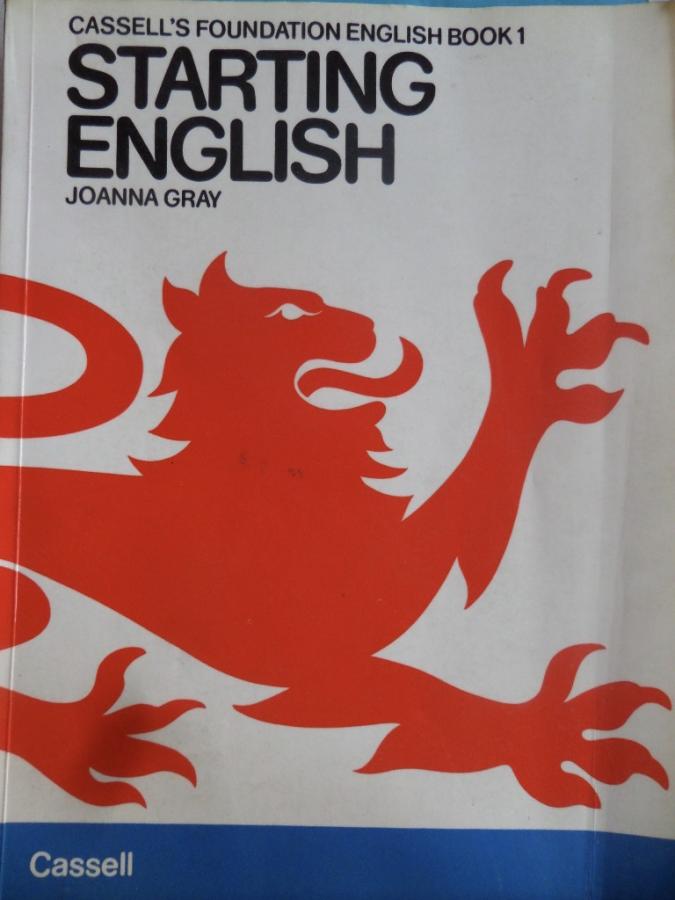 CASSELL'S FOUNDATION ENGLISH BOOK 1
STARTING
ENGLISH
JOANNA GRAY
Cassell